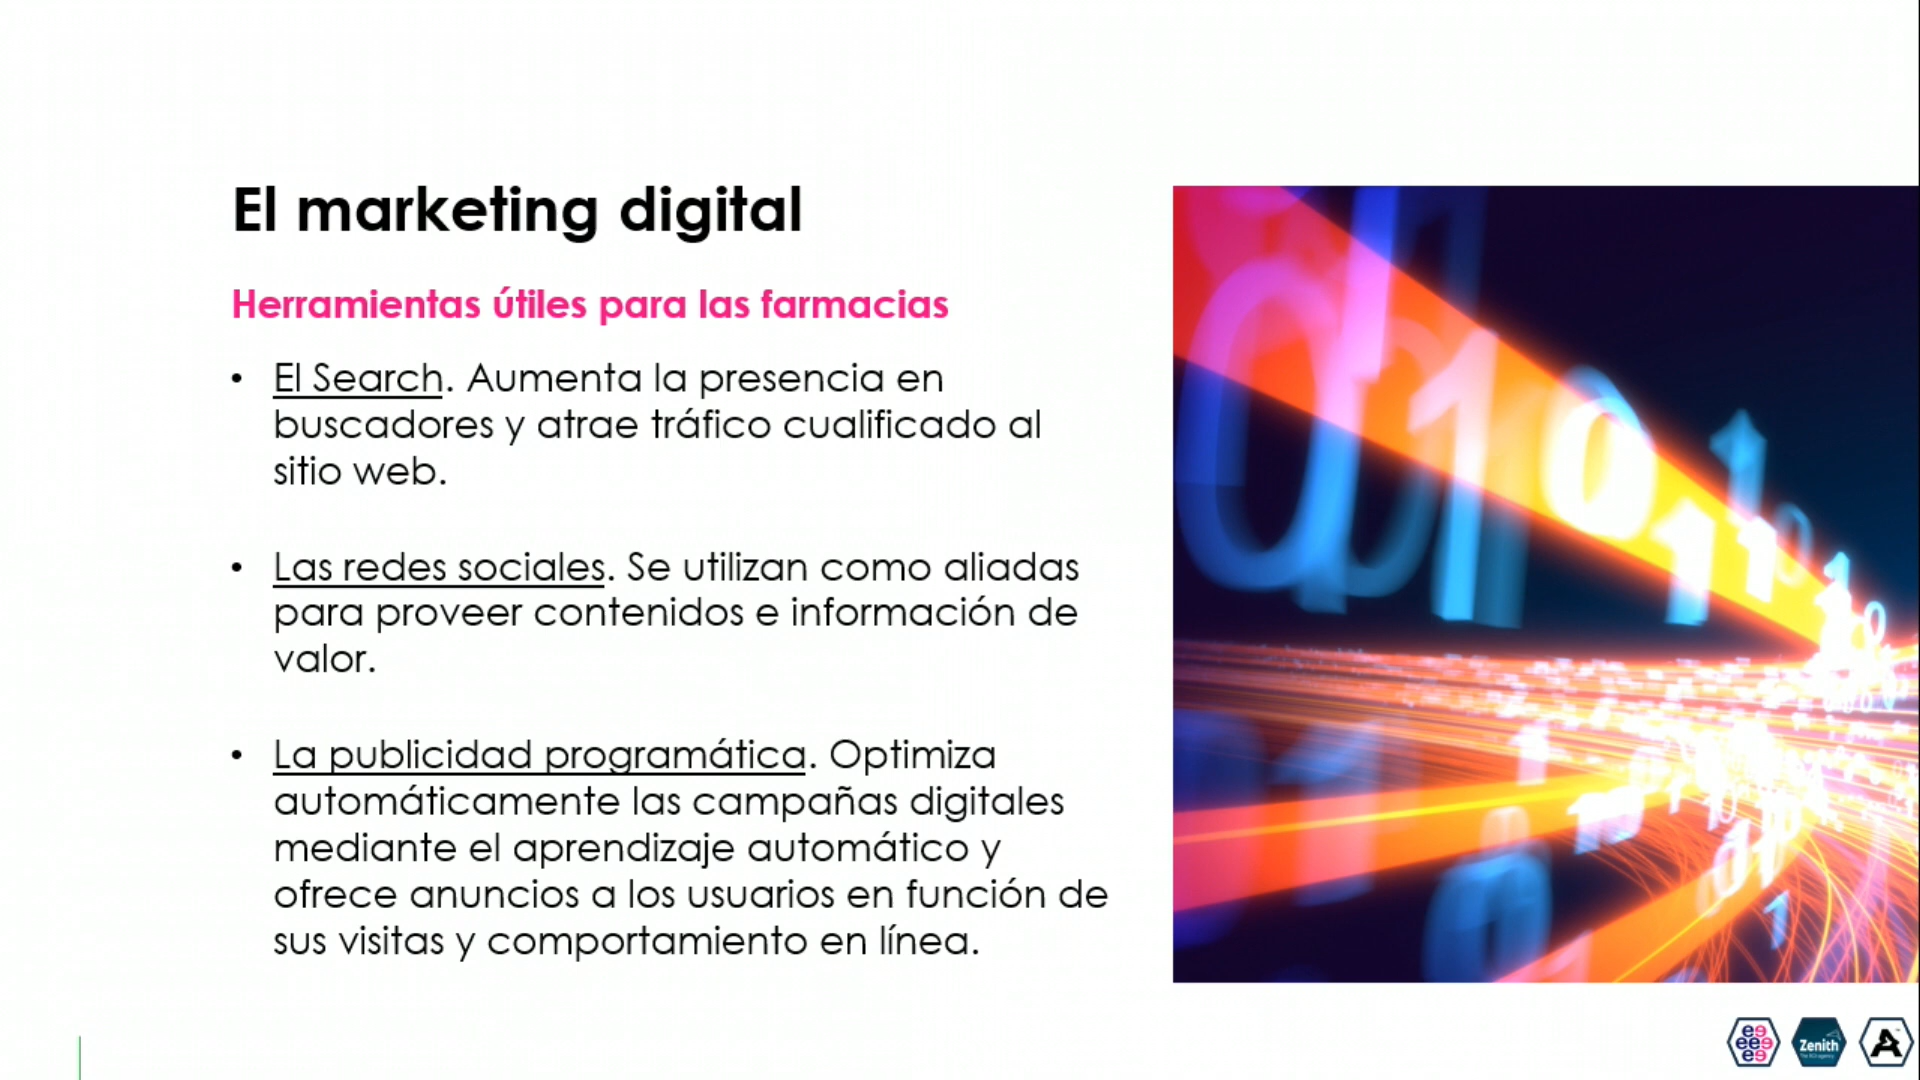 El marketing digital
Herramientas útiles para las farmacias
• El Search. Aumenta la presencia en
buscadores y atrae tráfico cualificado al
sitio web.
• Las redes sociales. Se utilizan como aliadas
para proveer contenidos e información de
valor.
• La publicidad programática. Optimiza
automáticamente las campañas digitales
mediante el aprendizaje automático y
ofrece anuncios a los usuarios en función de
sus visitas y comportamiento en línea.
Zenith